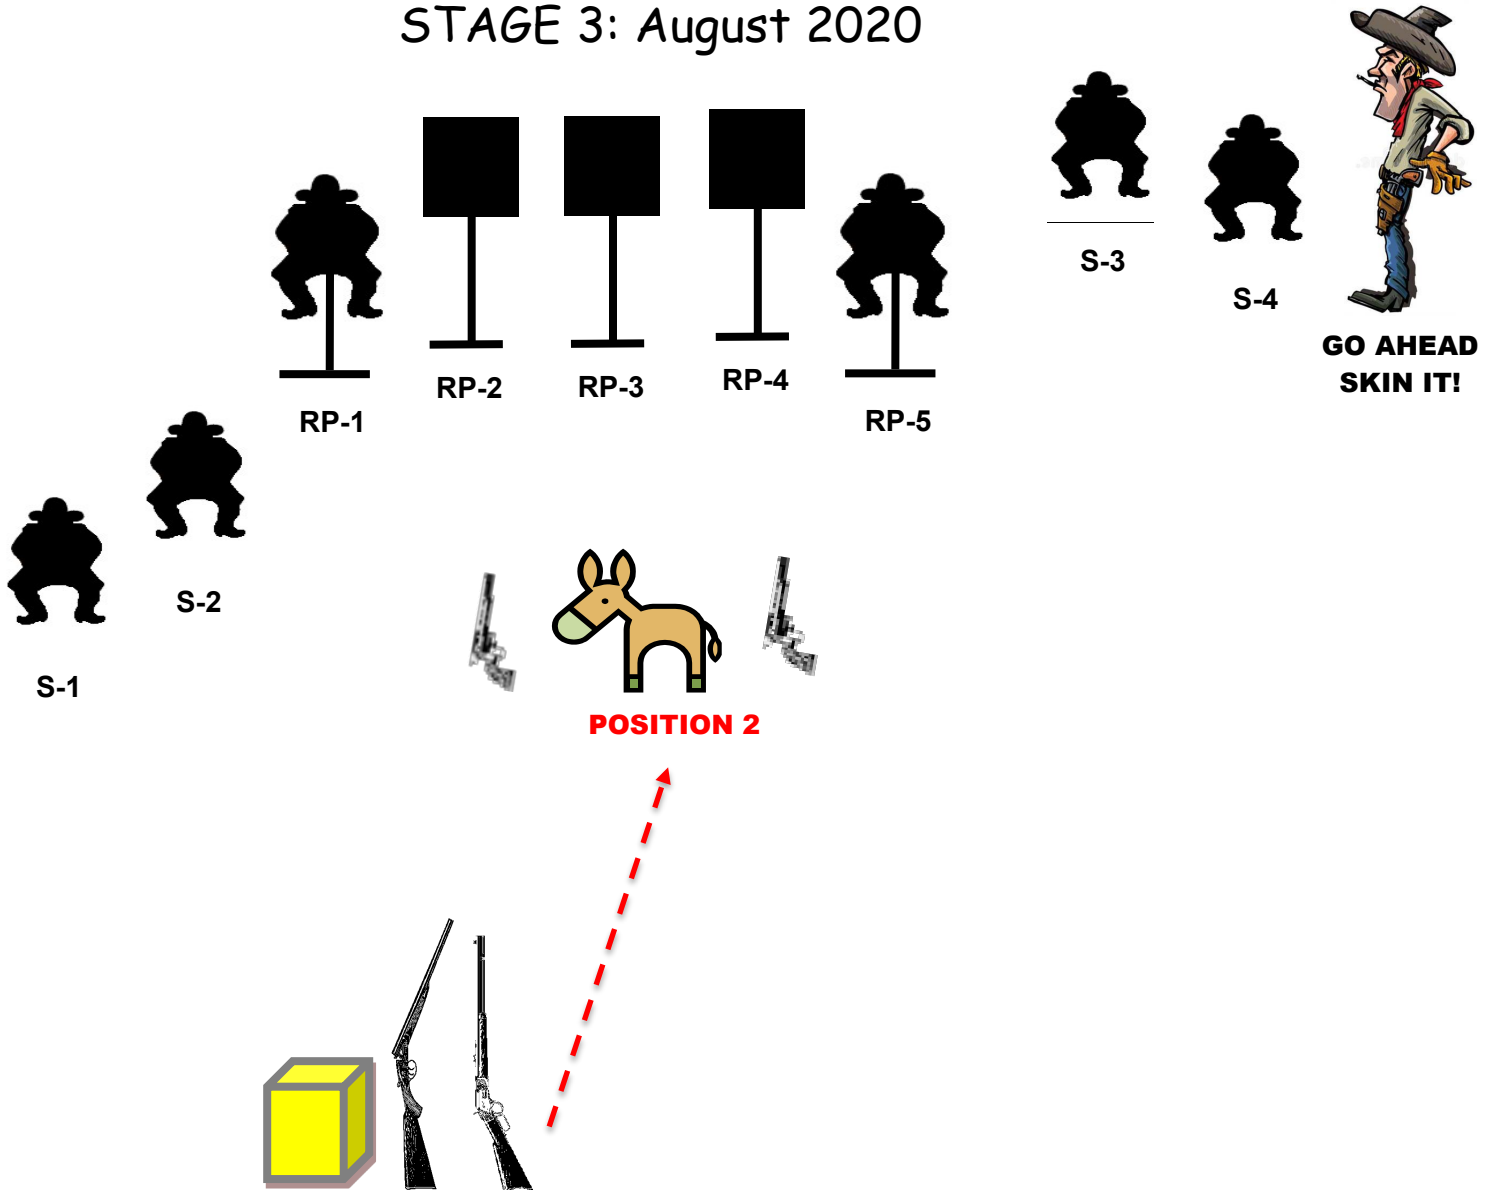 STAGE 3: August 2020
S-3
S-4
GO AHEAD
SKIN IT!
RP-2
RP-3
RP-4
RP-1
RP-5
S-2
S-1
POSITION 2